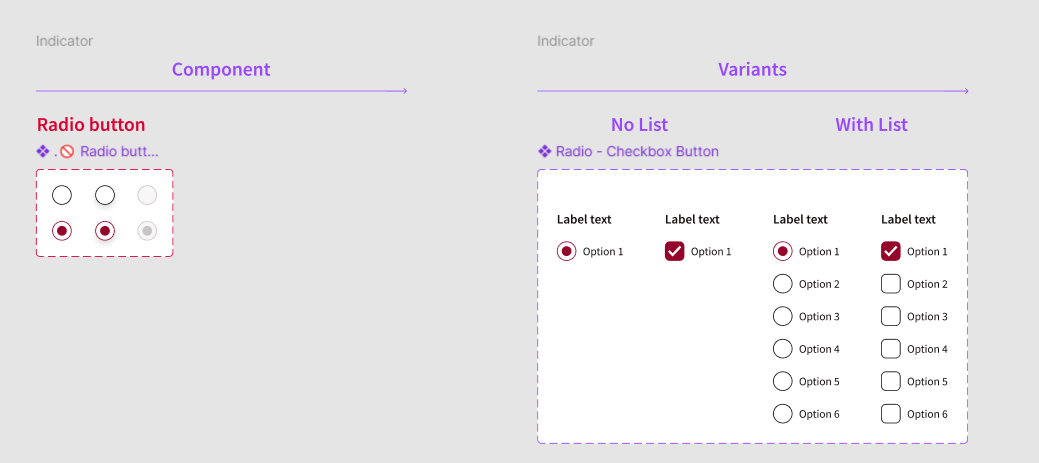 Indicator
Component
Radio button
. Radio butt...
Indicator
Variants
No List
With List
Radio - Checkbox Button
Label text
Option 1
Label text
Option 1
Label text
Option 1
Option 2
Option 3
Option 4
Option 5
Option 6
Label text
Option 1
Option 2
Option 3
Option 4
Option 5
Option 6